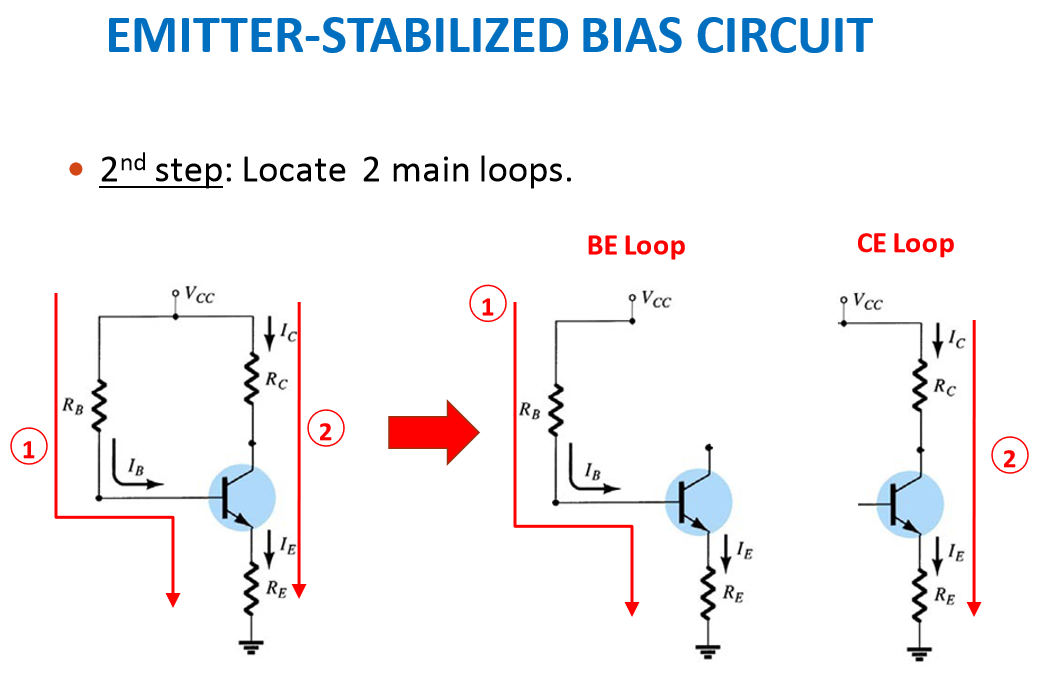 EMITTER-STABILIZED BIAS CIRCUIT
• 2nd step: Locate 2 main loops.
BE Loop
CE Loop
VCC
IC
RC
RB
IB
IE
RE
1
2
1
VCC
RB
IB
IE
RE
VCC
IC
RC
IE
RE
2